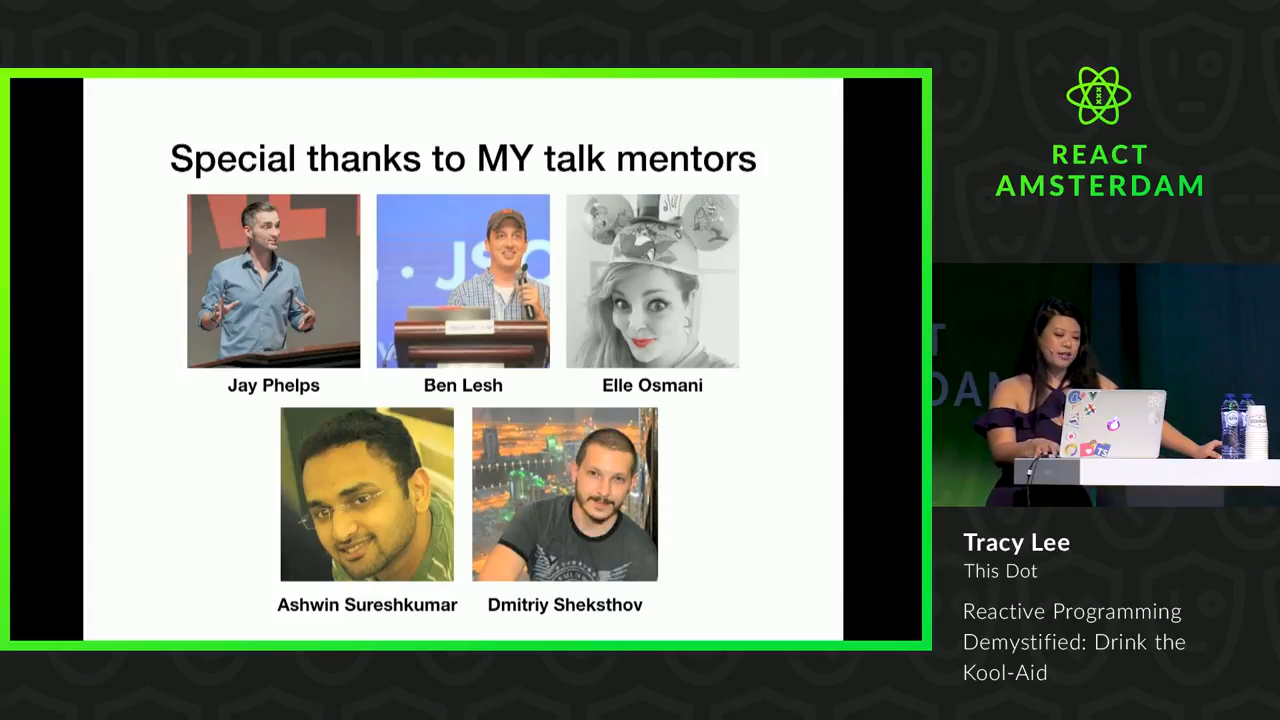 Special thanks to MY talk mentors
Jay Phelps
Ben Lesh
Elle Osmani
Ashwin Sureshkumar
Dmitriy Sheksthov
REACT
AMSTERDAM
Tracy Lee
This Dot
Reactive Programming
Demystified: Drink the
Kool-Aid